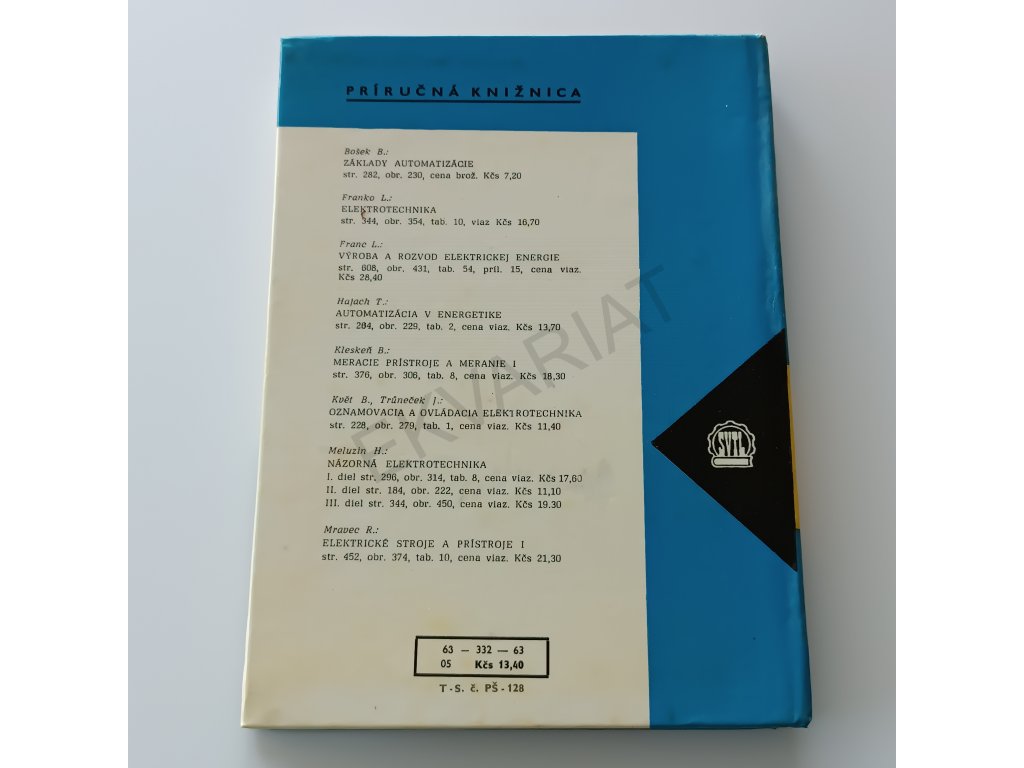 PRÍRUČNÁ KNIŽNICA
Bošek B.:
ZÁKLADY AUTOMATIZÁCIE
str. 282, obr. 230, cena brož. Kčs 7,20
Franko L.:
ELEKTROTECHNIKA
str. 344, obr. 354, tab. 10, viaz Kčs 16,70
Franc L.:
VÝROBA A ROZVOD ELEKTRICKEJ ENERGIE
str. 608, obr. 431, tab. 54, príl. 15, cena viaz.
Kčs 28,40
Hajach T.:
AUTOMATIZÁCIA V ENERGETIKE
str. 204, obr. 229, tab. 2, cena viaz. Kčs 13,70
Kleskeň B.:
MERACIE PRÍSTROJE A MERANIE I
str. 376, obr. 306, tab. 8, cena viaz. Kčs 18,30
Květ B., Trůneček J.:
OZNAMOVACIA A OVLÁDACIA ELEKTROTECHNIKA
str. 228, obr. 279, tab. 1, cena viaz. Kčs 11,40
Meluzin H.:
NÁZORNÁ ELEKTROTECHNIKA
I. diel str. 296, obr. 314, tab. 8, cena viaz. Kčs 17,60
II. diel str. 184, obr. 222, cena viaz. Kčs 11,10
III. diel str. 344, obr. 450, cena viaz. Kčs 19.30
Mravec R.:
ELEKTRICKÉ STROJE A PRÍSTROJE I
str. 452, obr. 374, tab. 10, cena viaz. Kčs 21,30
63 — 332 — 63
05 Kčs 13,40
T - S. č. PŠ - 128
SVTL
EKVARIAT